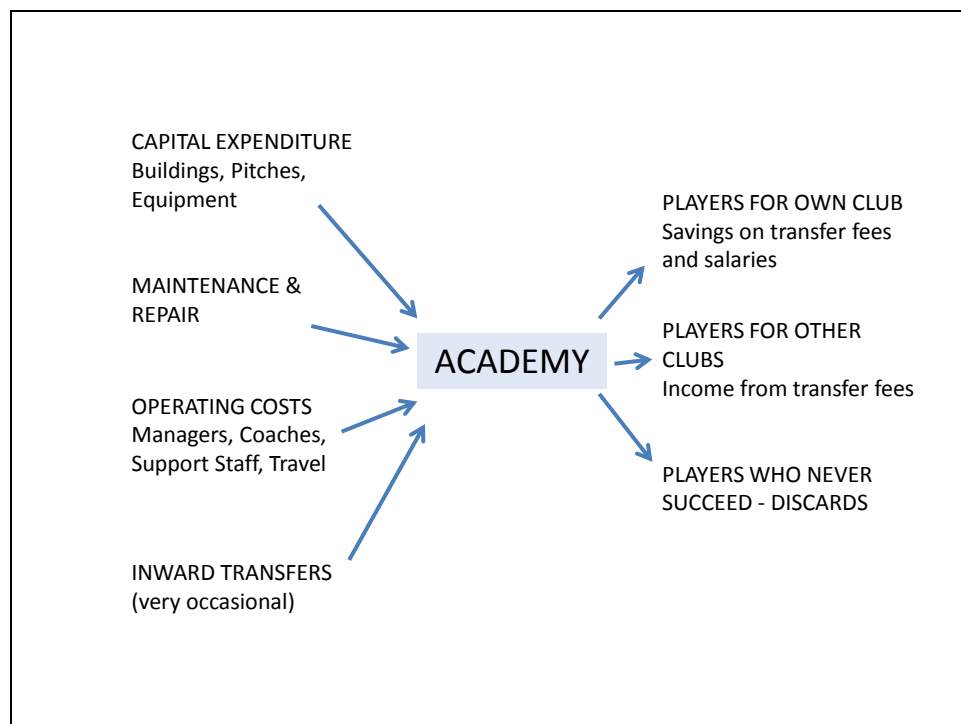 CAPITAL EXPENDITURE
Buildings, Pitches,
Equipment
MAINTENANCE &
REPAIR
OPERATING COSTS
Managers, Coaches,
Support Staff, Travel
INWARD TRANSFERS
(very occasional)
ACADEMY
PLAYERS FOR OWN CLUB
Savings on transfer fees
and salaries
PLAYERS FOR OTHER
CLUBS
Income from transfer fees
PLAYERS WHO NEVER
SUCCEED - DISCARDS